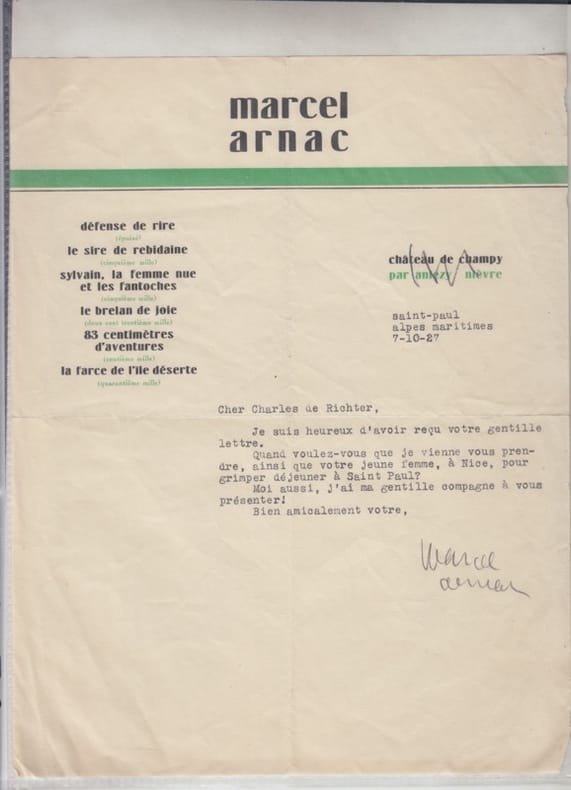 marcel
arnac
défense de rire
(épuisé)
le sire de rebidaine
(cinquième mille)
sylvain, la femme nue
et les fantoches
(cinquième mille)
le brelan de joie
(deux cent trentième mille)
83 centimètres
d'aventures
(centième mille)
la farce de l'ile déserte
(quarantième mille)
château de champy
par anlezy nièvre
saint-paul
alpes maritimes
7-10-27
Cher Charles de Richter,
Je suis heureux d'avoir reçu votre gentille
lettre.
Quand voulez-vous que je vienne vous pren-
dre, ainsi que votre jeune femme, à Nice, pour
grimper déjeuner à Saint Paul?
Moi aussi, j'ai ma gentille compagne à vous
présenter!
Bien amicalement votre,
Marcel
arnac